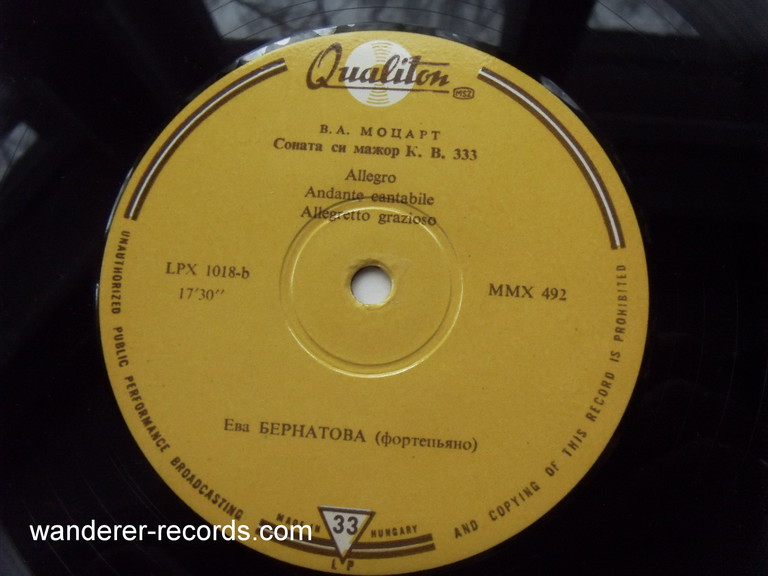 Qualiton
MSZ
В. А. МОЦАРТ
Соната си мажор К. В. 333
Allegro
Andante cantabile
Allegretto grazioso
LPX 1018-b
17'30"
MMX 492
Ева БЕРНАТОВА (фортепьяно)
UNAUTHORIZED PUBLIC PERFORMANCE BROADCASTING AND COPYING OF THIS RECORD IS PROHIBITED
MADE IN HUNGARY
33
LP
wanderer-records.com